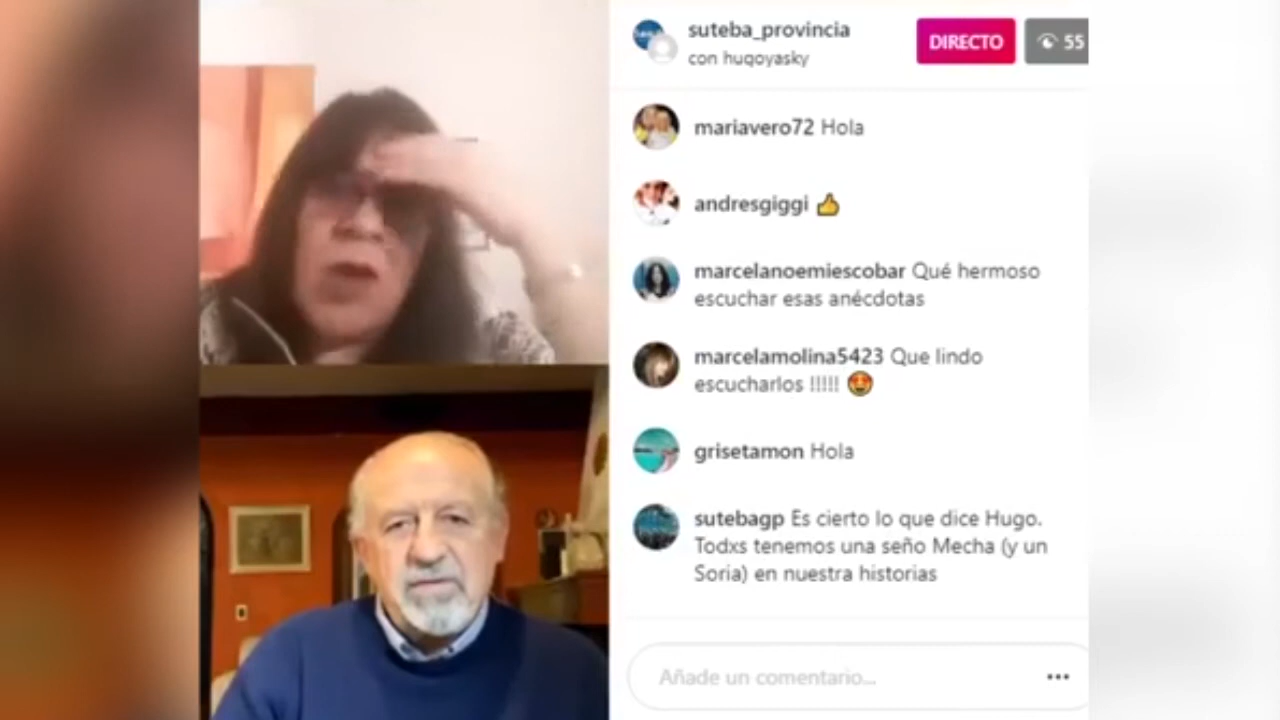 suteba_provincia
con hugoyasky
DIRECTO
55
mariavero72 Hola
andresgiggi 👍
marcelanoemiescobar Qué hermoso
escuchar esas anécdotas
marcelamolina5423 Que lindo
escucharlos !!!!! 😍
grisetamon Hola
sutebagp Es cierto lo que dice Hugo.
Todxs tenemos una seño Mecha (y un
Soria) en nuestra historias
Añade un comentario...